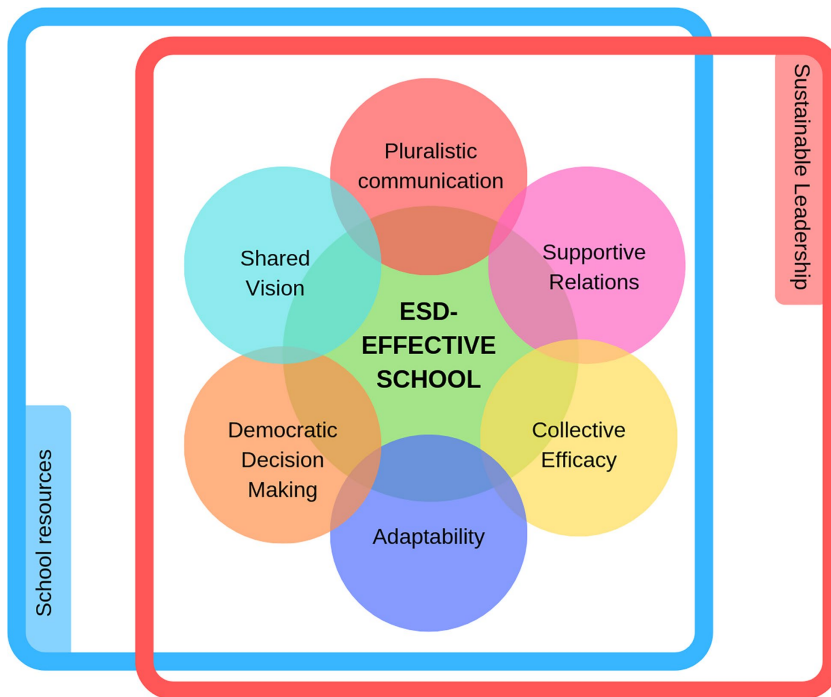 Sustainable Leadership
Pluralistic
communication
Shared
Vision
Supportive
Relations
ESD-
EFFECTIVE
SCHOOL
Democratic
Decision
Making
Collective
Efficacy
Adaptability
School resources